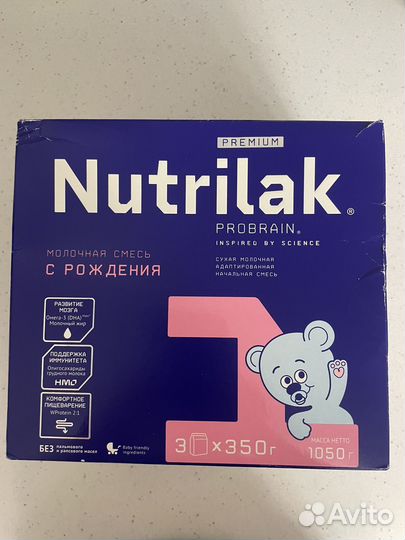 PREMIUM
Nutrilak®
PROBRAIN®
INSPIRED BY SCIENCE
МОЛОЧНАЯ СМЕСЬ
С РОЖДЕНИЯ
СУХАЯ МОЛОЧНАЯ
АДАПТИРОВАННАЯ
НАЧАЛЬНАЯ СМЕСЬ
РАЗВИТИЕ
МОЗГА
Омега-3 (DHA)
Молочный жир
ПОДДЕРЖКА
ИММУНИТЕТА
Олигосахариды
грудного молока
HMO
КОМФОРТНОЕ
ПИЩЕВАРЕНИЕ
WProtein 2:1
1
БЕЗ пальмового
и рапсового масел
Baby friendly
ingredients
3 x 350 г
МАССА НЕТТО
1050 г
Avito